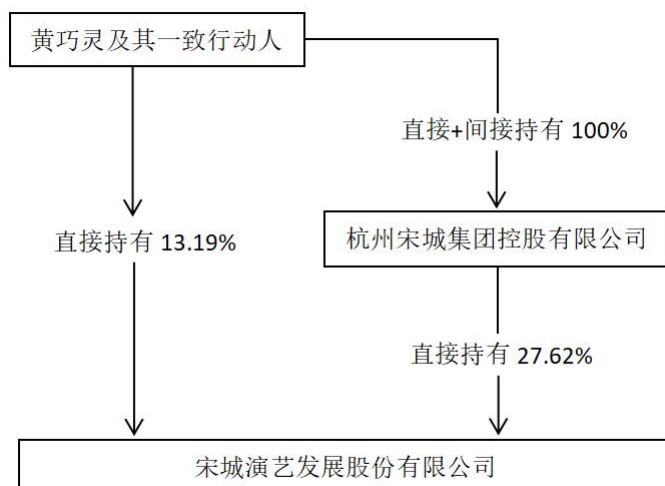 黄巧灵及其一致行动人
直接+间接持有 100%
直接持有 13.19%
杭州宋城集团控股有限公司
直接持有 27.62%
宋城演艺发展股份有限公司